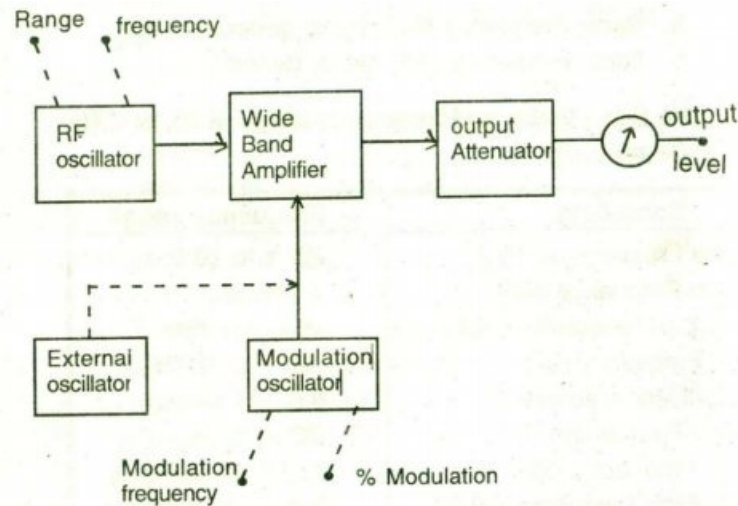 Range
frequency
RF
oscillator
Wide
Band
Amplifier
output
Attenuator
output
level
External
oscillator
Modulation
oscillator
Modulation
frequency
% Modulation